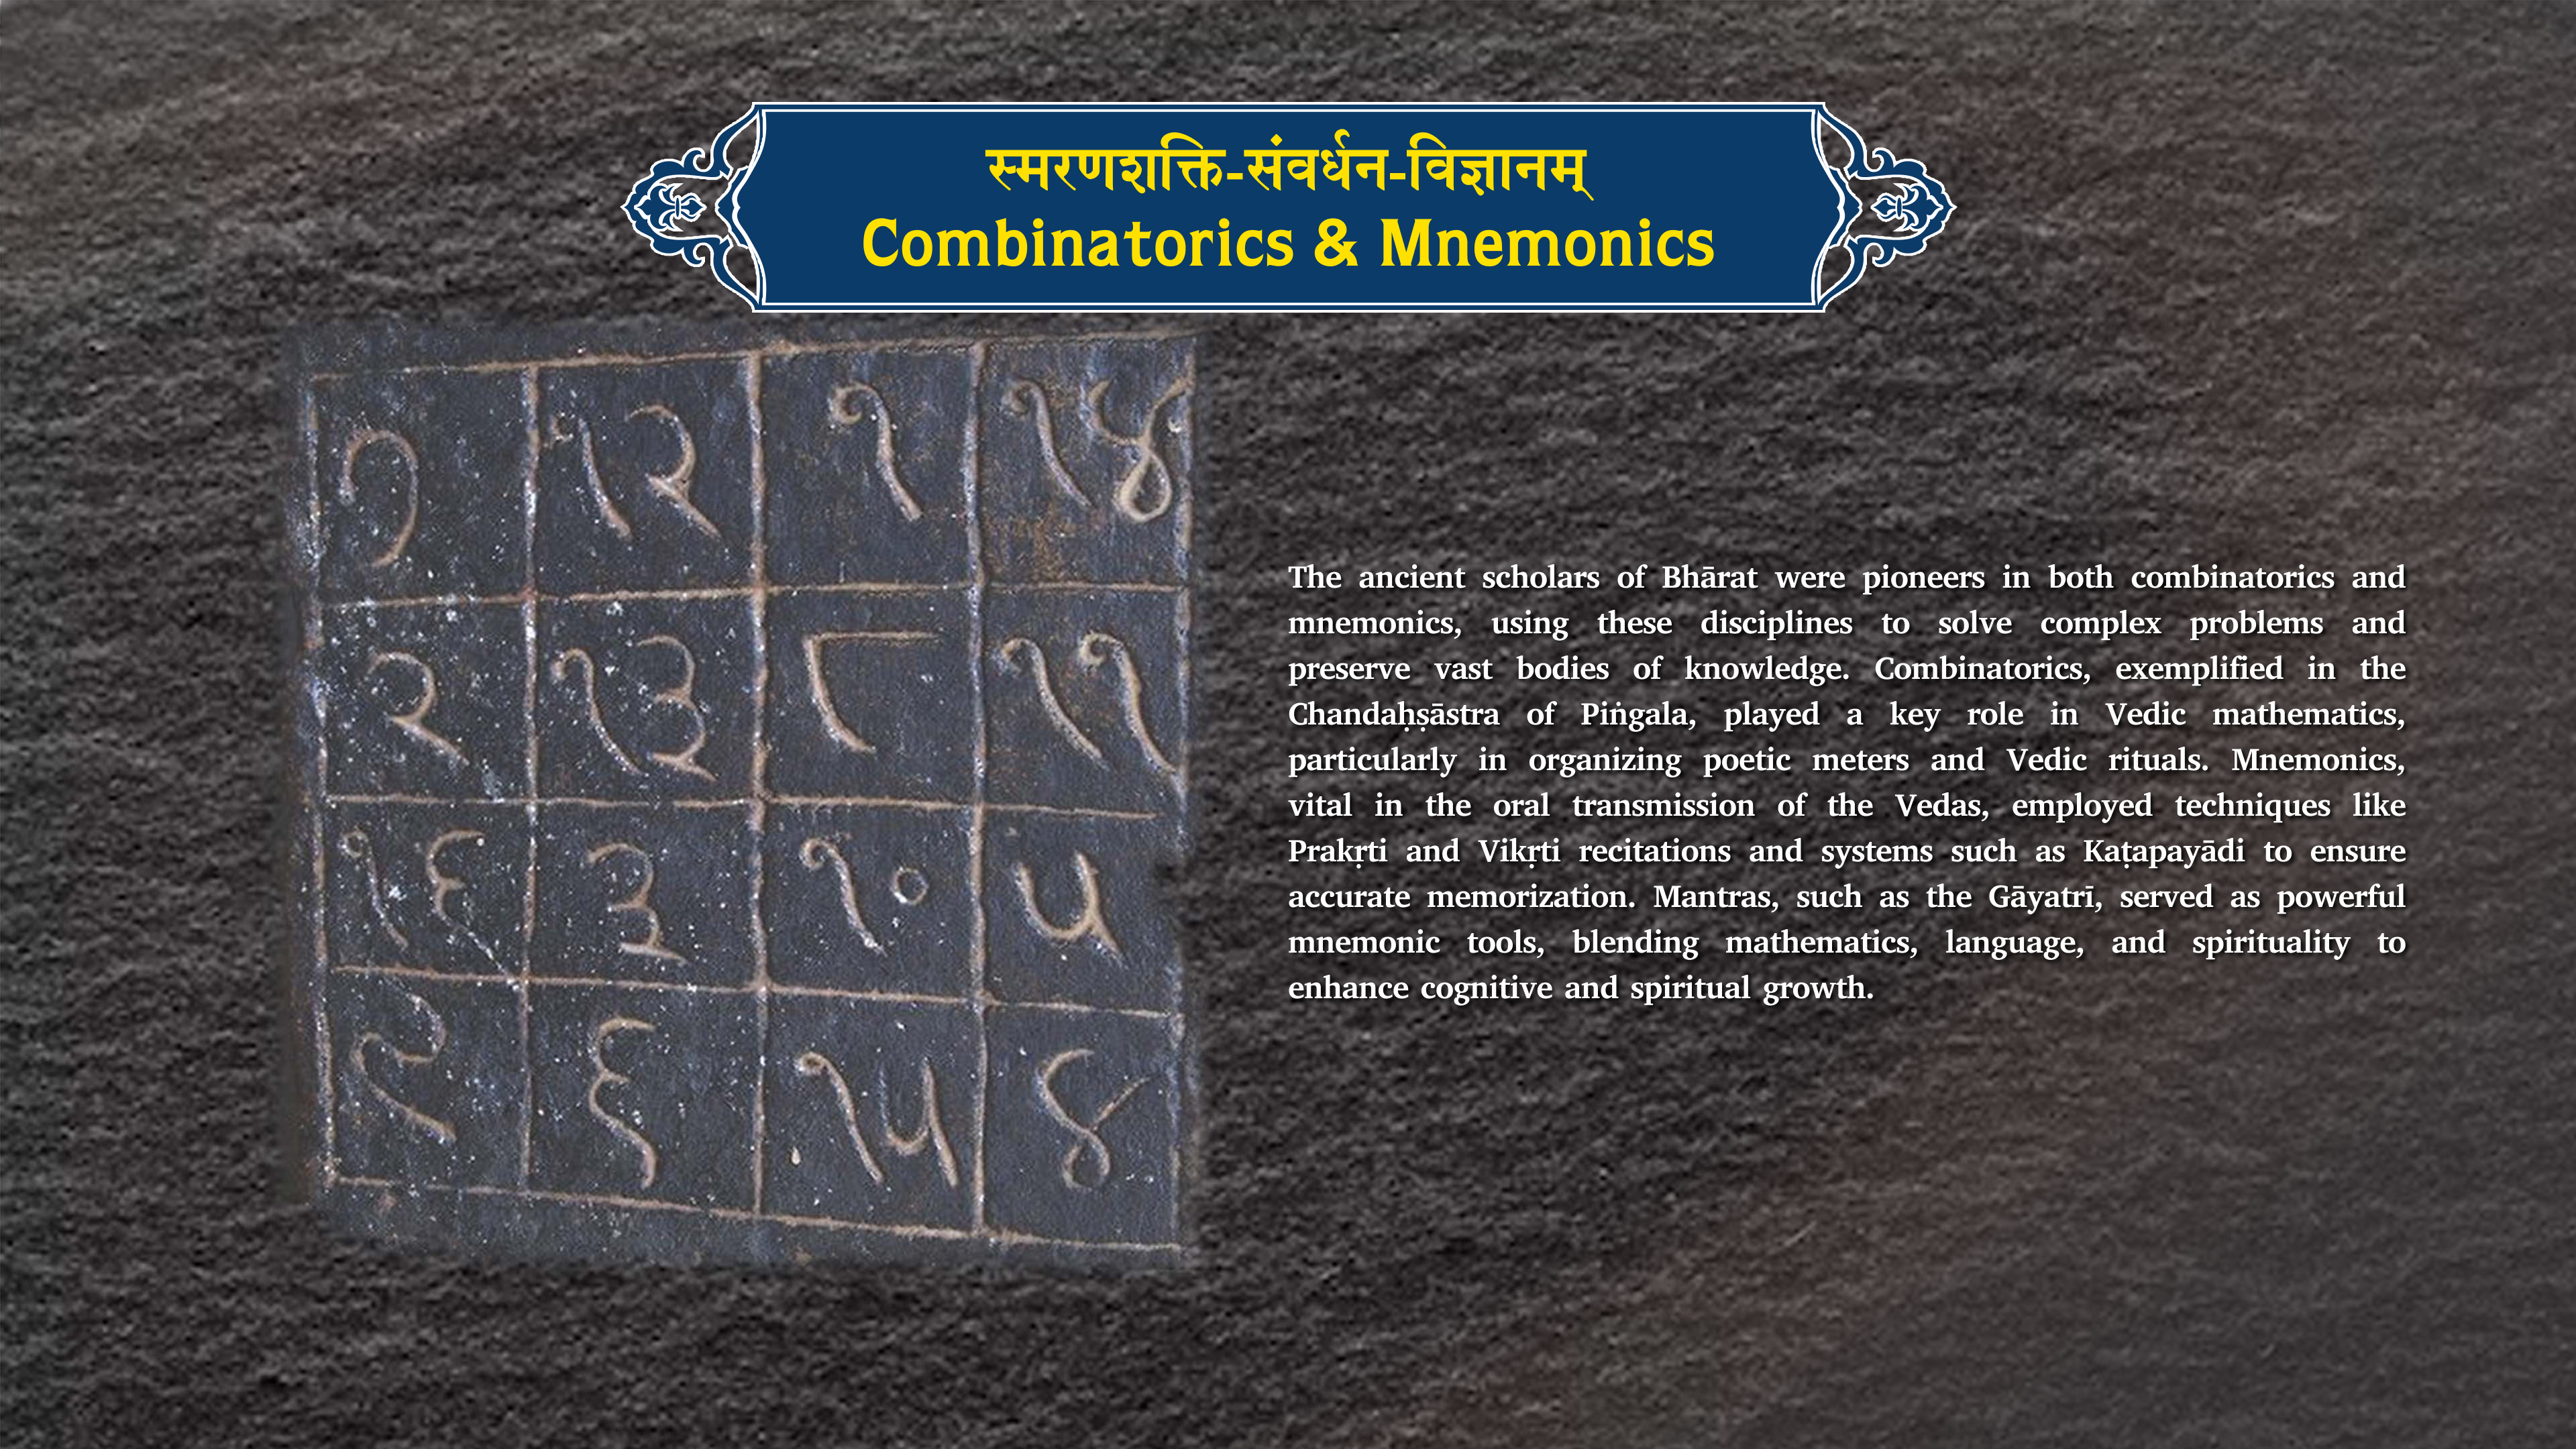 स्मरणशक्ति-संवर्धन-विज्ञानम्
Combinatorics & Mnemonics
७ १२ १ १४
२ १३ ८ ११
१६ ३ १० ५
९ ६ १५ ४
The ancient scholars of Bhārat were pioneers in both combinatorics and
mnemonics, using these disciplines to solve complex problems and
preserve vast bodies of knowledge. Combinatorics, exemplified in the
Chandaḥṣāstra of Piṅgala, played a key role in Vedic mathematics,
particularly in organizing poetic meters and Vedic rituals. Mnemonics,
vital in the oral transmission of the Vedas, employed techniques like
Prakṛti and Vikṛti recitations and systems such as Kaṭapayādi to ensure
accurate memorization. Mantras, such as the Gāyatrī, served as powerful
mnemonic tools, blending mathematics, language, and spirituality to
enhance cognitive and spiritual growth.